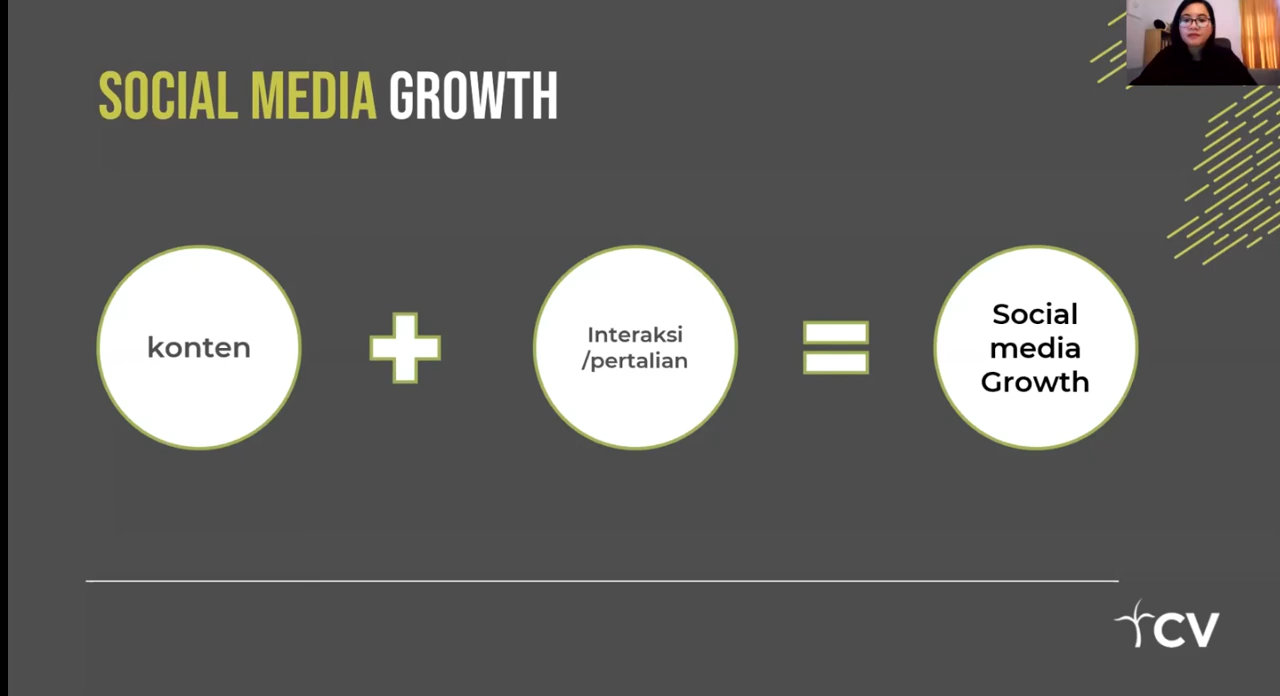 SOCIAL MEDIA GROWTH
konten
Interaksi
/pertalian
Social
media
Growth
CV